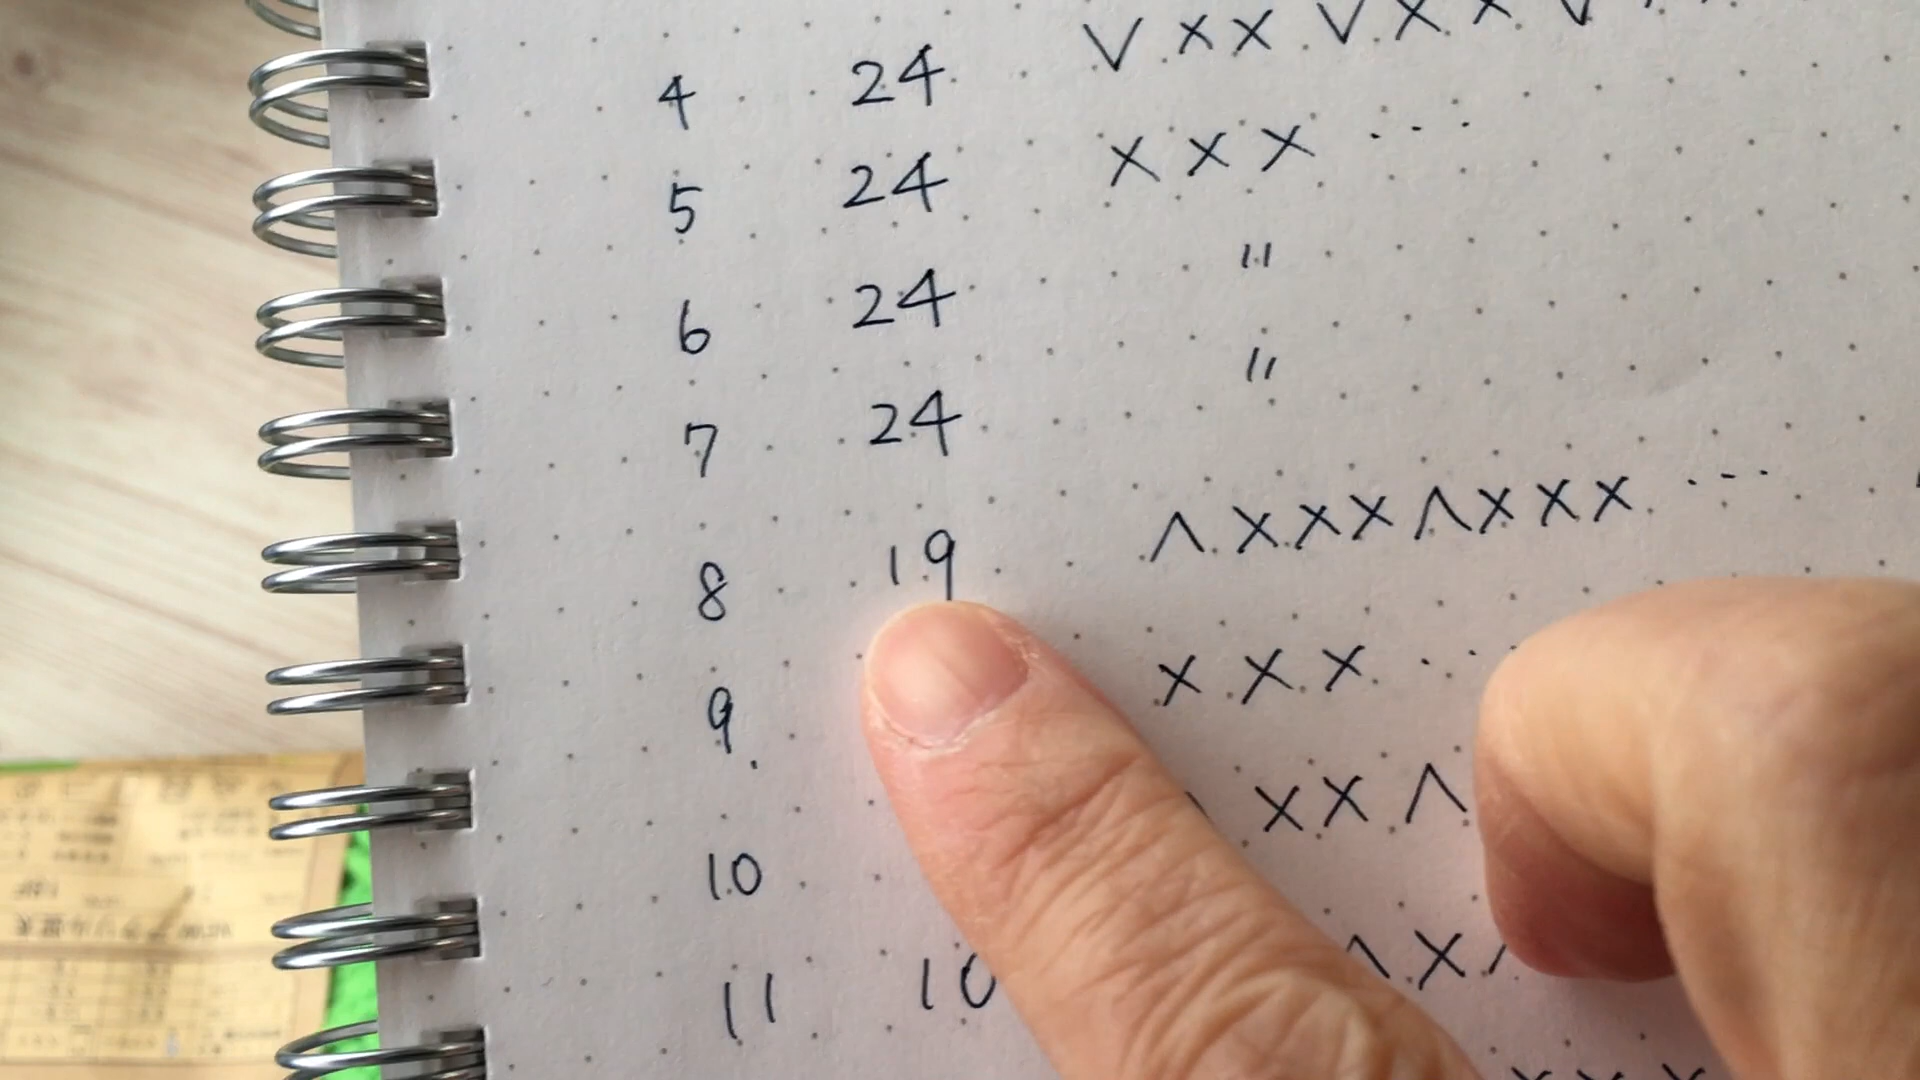 4 24 V × × V × × V
5 24 × × × ...
6 24 "
7 24 "
8 19 Λ × × × Λ × × × ...
9 × × × ...
10 × × Λ
11 10 Λ × Λ
× × ×